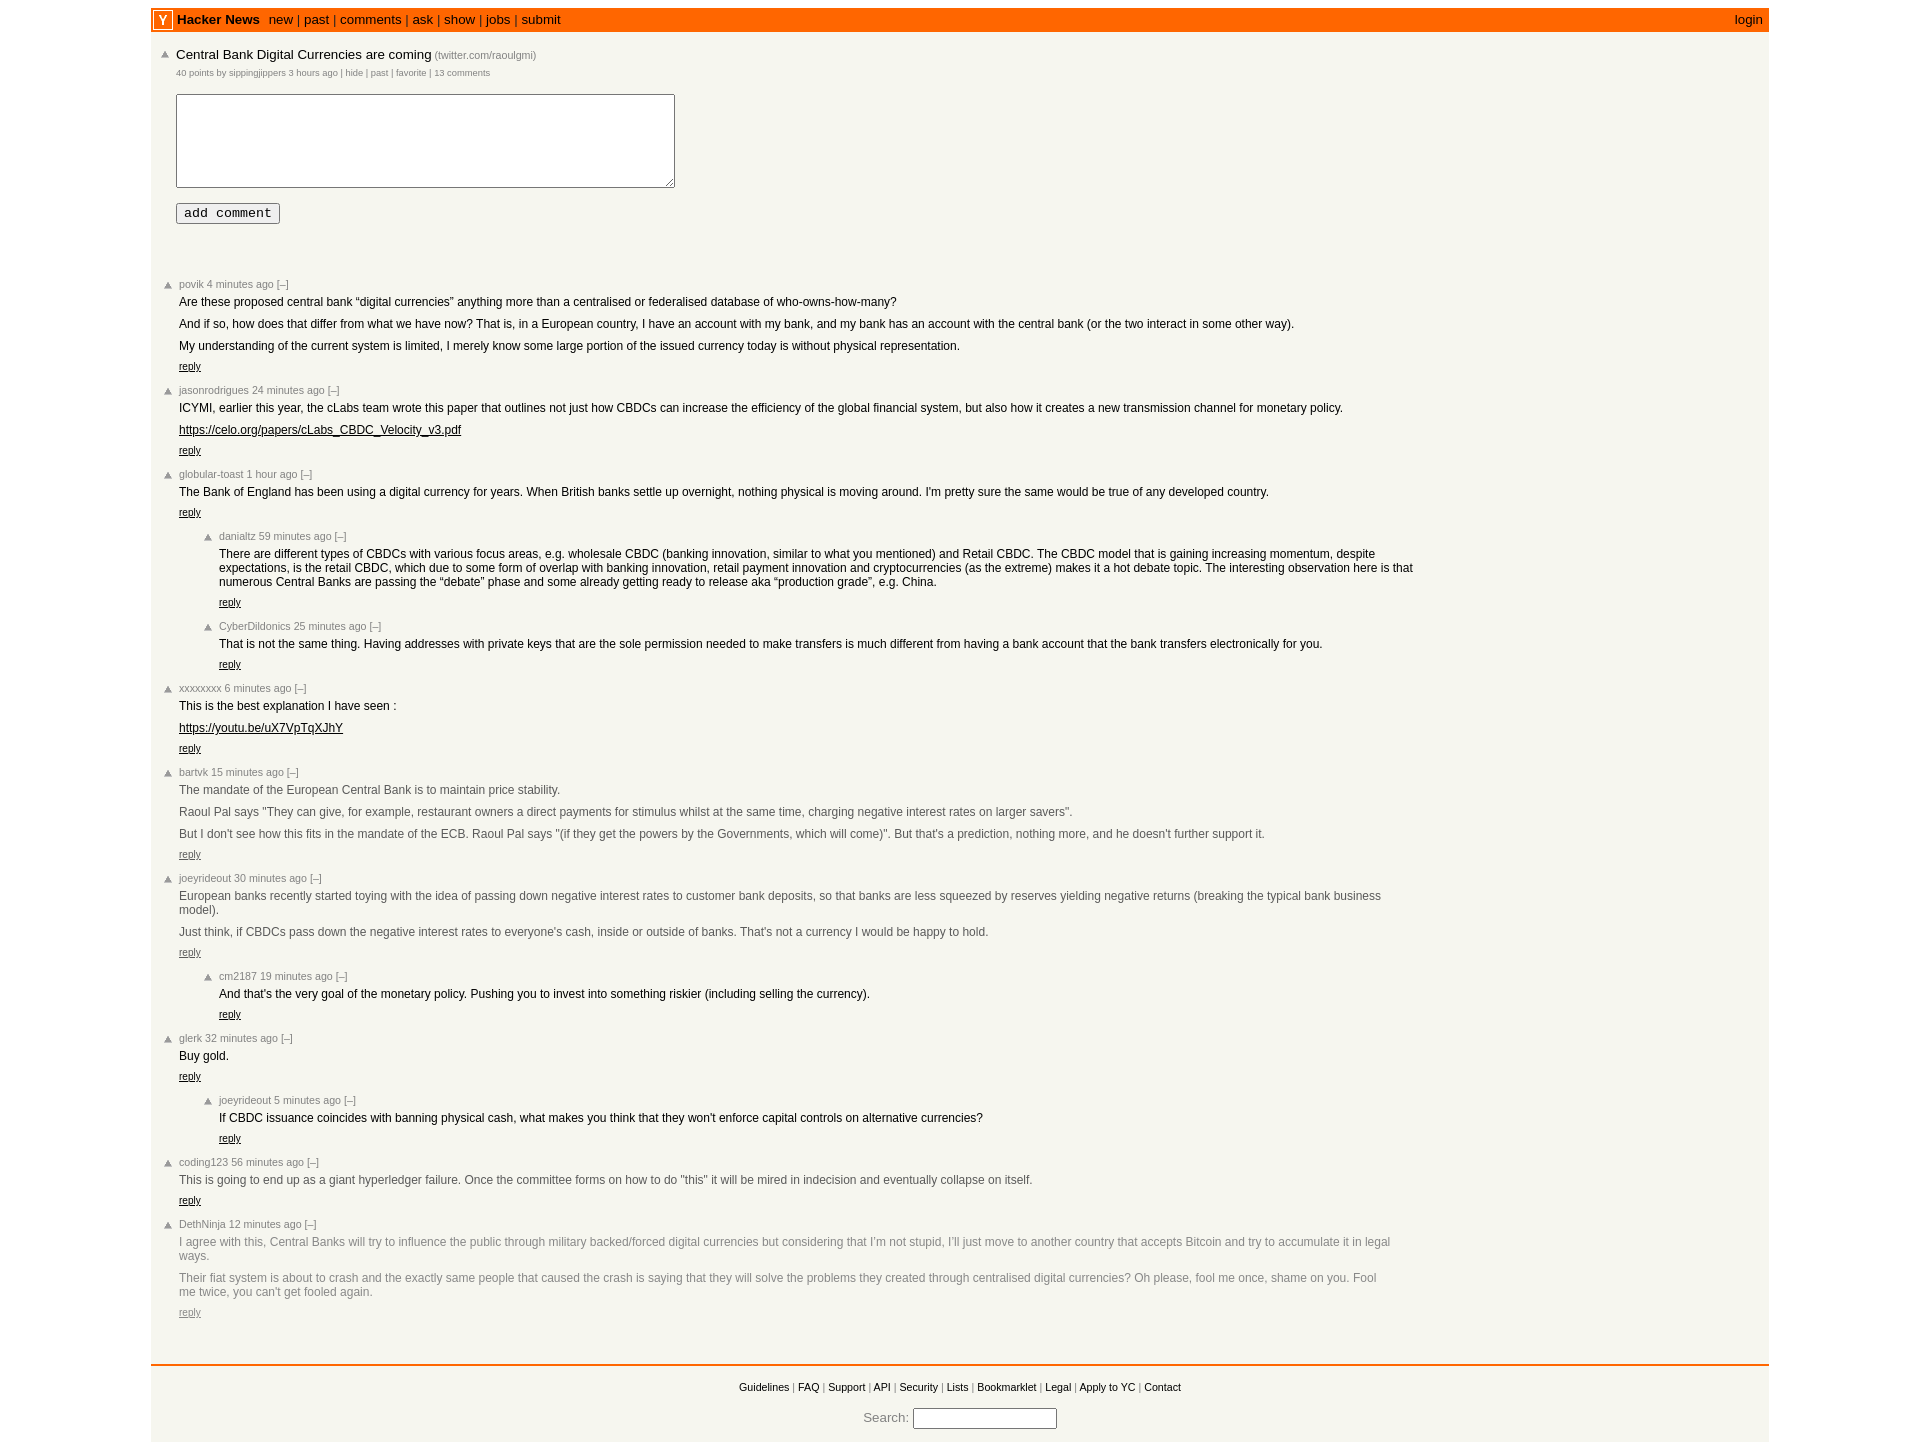 Y Hacker News new | past | comments | ask | show | jobs | submit login
Central Bank Digital Currencies are coming (twitter.com/raoulgmi)
40 points by sippingjippers 3 hours ago | hide | past | favorite | 13 comments
add comment
povik 4 minutes ago [–]
Are these proposed central bank “digital currencies” anything more than a centralised or federalised database of who-owns-how-many?
And if so, how does that differ from what we have now? That is, in a European country, I have an account with my bank, and my bank has an account with the central bank (or the two interact in some other way).
My understanding of the current system is limited, I merely know some large portion of the issued currency today is without physical representation.
reply
jasonrodrigues 24 minutes ago [–]
ICYMI, earlier this year, the cLabs team wrote this paper that outlines not just how CBDCs can increase the efficiency of the global financial system, but also how it creates a new transmission channel for monetary policy.
https://celo.org/papers/cLabs_CBDC_Velocity_v3.pdf
reply
globular-toast 1 hour ago [–]
The Bank of England has been using a digital currency for years. When British banks settle up overnight, nothing physical is moving around. I'm pretty sure the same would be true of any developed country.
reply
danialtz 59 minutes ago [–]
There are different types of CBDCs with various focus areas, e.g. wholesale CBDC (banking innovation, similar to what you mentioned) and Retail CBDC. The CBDC model that is gaining increasing momentum, despite
expectations, is the retail CBDC, which due to some form of overlap with banking innovation, retail payment innovation and cryptocurrencies (as the extreme) makes it a hot debate topic. The interesting observation here is that
numerous Central Banks are passing the “debate” phase and some already getting ready to release aka “production grade”, e.g. China.
reply
CyberDildonics 25 minutes ago [–]
That is not the same thing. Having addresses with private keys that are the sole permission needed to make transfers is much different from having a bank account that the bank transfers electronically for you.
reply
xxxxxxxx 6 minutes ago [–]
This is the best explanation I have seen :
https://youtu.be/uX7VpTqXJhY
reply
bartvk 15 minutes ago [–]
The mandate of the European Central Bank is to maintain price stability.
Raoul Pal says "They can give, for example, restaurant owners a direct payments for stimulus whilst at the same time, charging negative interest rates on larger savers".
But I don't see how this fits in the mandate of the ECB. Raoul Pal says "(if they get the powers by the Governments, which will come)". But that's a prediction, nothing more, and he doesn't further support it.
reply
joeyrideout 30 minutes ago [–]
European banks recently started toying with the idea of passing down negative interest rates to customer bank deposits, so that banks are less squeezed by reserves yielding negative returns (breaking the typical bank business
model).
Just think, if CBDCs pass down the negative interest rates to everyone's cash, inside or outside of banks. That's not a currency I would be happy to hold.
reply
cm2187 19 minutes ago [–]
And that's the very goal of the monetary policy. Pushing you to invest into something riskier (including selling the currency).
reply
glerk 32 minutes ago [–]
Buy gold.
reply
joeyrideout 5 minutes ago [–]
If CBDC issuance coincides with banning physical cash, what makes you think that they won't enforce capital controls on alternative currencies?
reply
coding123 56 minutes ago [–]
This is going to end up as a giant hyperledger failure. Once the committee forms on how to do "this" it will be mired in indecision and eventually collapse on itself.
reply
DethNinja 12 minutes ago [–]
I agree with this, Central Banks will try to influence the public through military backed/forced digital currencies but considering that I’m not stupid, I’ll just move to another country that accepts Bitcoin and try to accumulate it in legal
ways.
Their fiat system is about to crash and the exactly same people that caused the crash is saying that they will solve the problems they created through centralised digital currencies? Oh please, fool me once, shame on you. Fool
me twice, you can't get fooled again.
reply
Guidelines | FAQ | Support | API | Security | Lists | Bookmarklet | Legal | Apply to YC | Contact
Search: